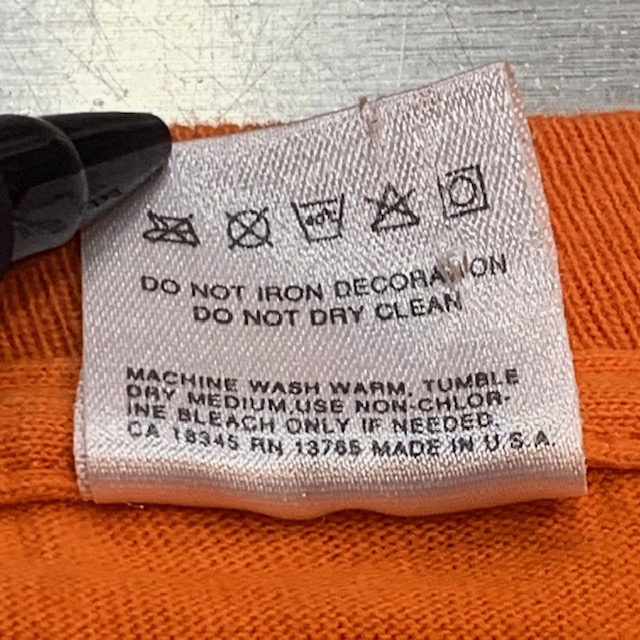 40°C
DO NOT IRON DECORATION
DO NOT DRY CLEAN
MACHINE WASH WARM, TUMBLE
DRY MEDIUM,USE NON-CHLOR-
INE BLEACH ONLY IF NEEDED.
CA 18345 RN 13765 MADE IN U.S.A.